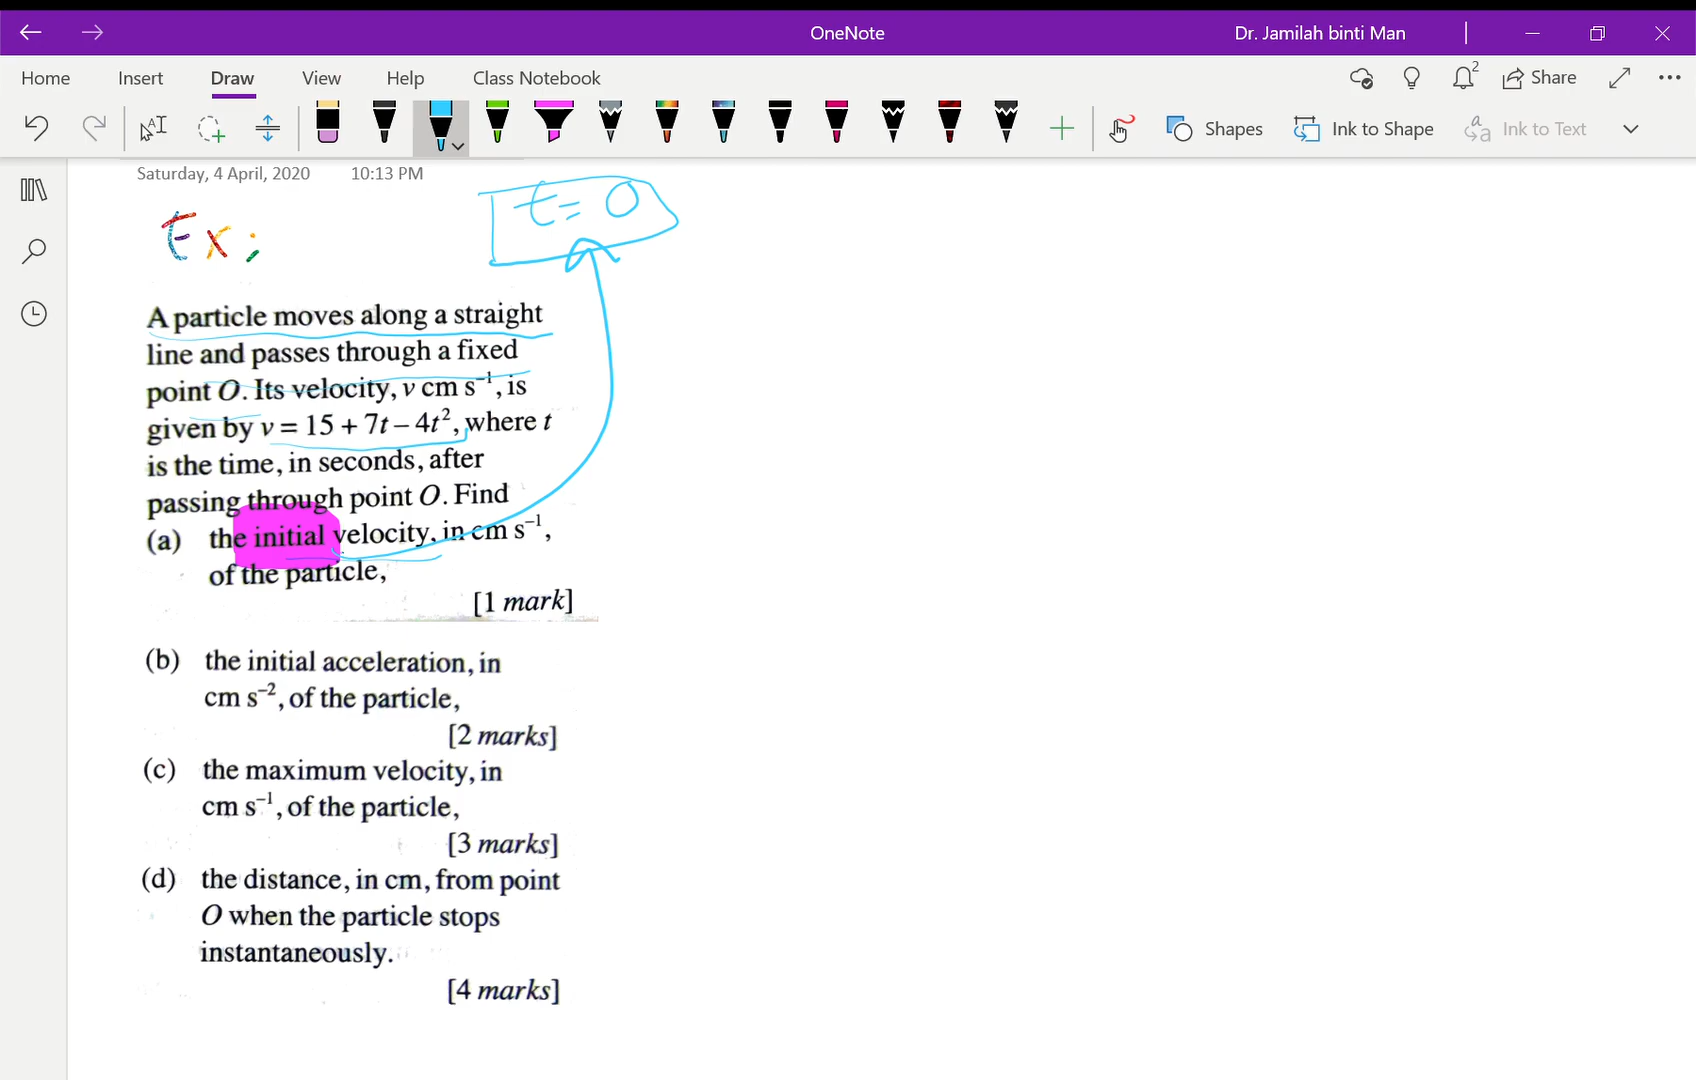 OneNote
Dr. Jamilah binti Man
Home Insert Draw View Help Class Notebook
2
Share
Shapes
Ink to Shape
Ink to Text
Saturday, 4 April, 2020 10:13 PM
t = 0
Ex;
A particle moves along a straight
line and passes through a fixed
point O. Its velocity, v cm s⁻¹, is
given by v = 15 + 7t – 4t², where t
is the time, in seconds, after
passing through point O. Find
(a) the initial velocity, in cm s⁻¹,
of the particle,
[1 mark]
(b) the initial acceleration, in
cm s⁻², of the particle,
[2 marks]
(c) the maximum velocity, in
cm s⁻¹, of the particle,
[3 marks]
(d) the distance, in cm, from point
O when the particle stops
instantaneously.
[4 marks]